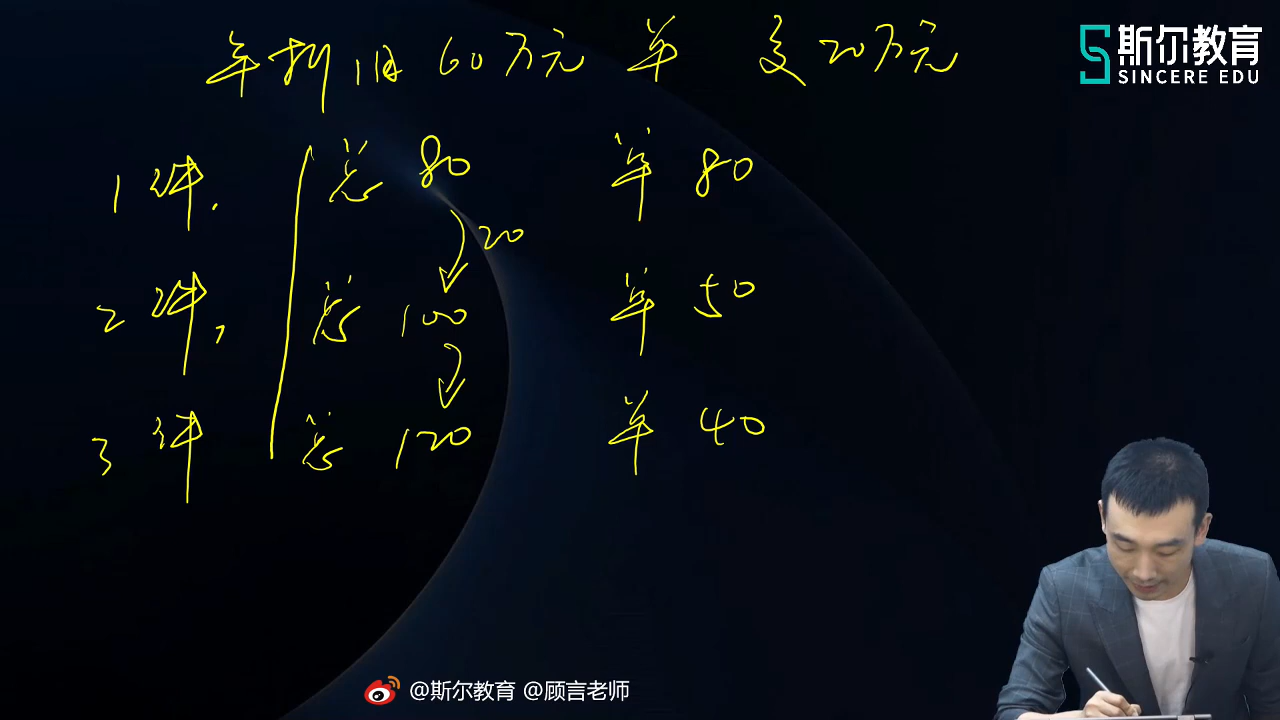 年折旧60万元 单 变20万元
斯尔教育
SINCERE EDU
1件. 总 80 单 80
20
2件, 总 100 单 50
3件 总 120 单 40
@斯尔教育 @顾言老师